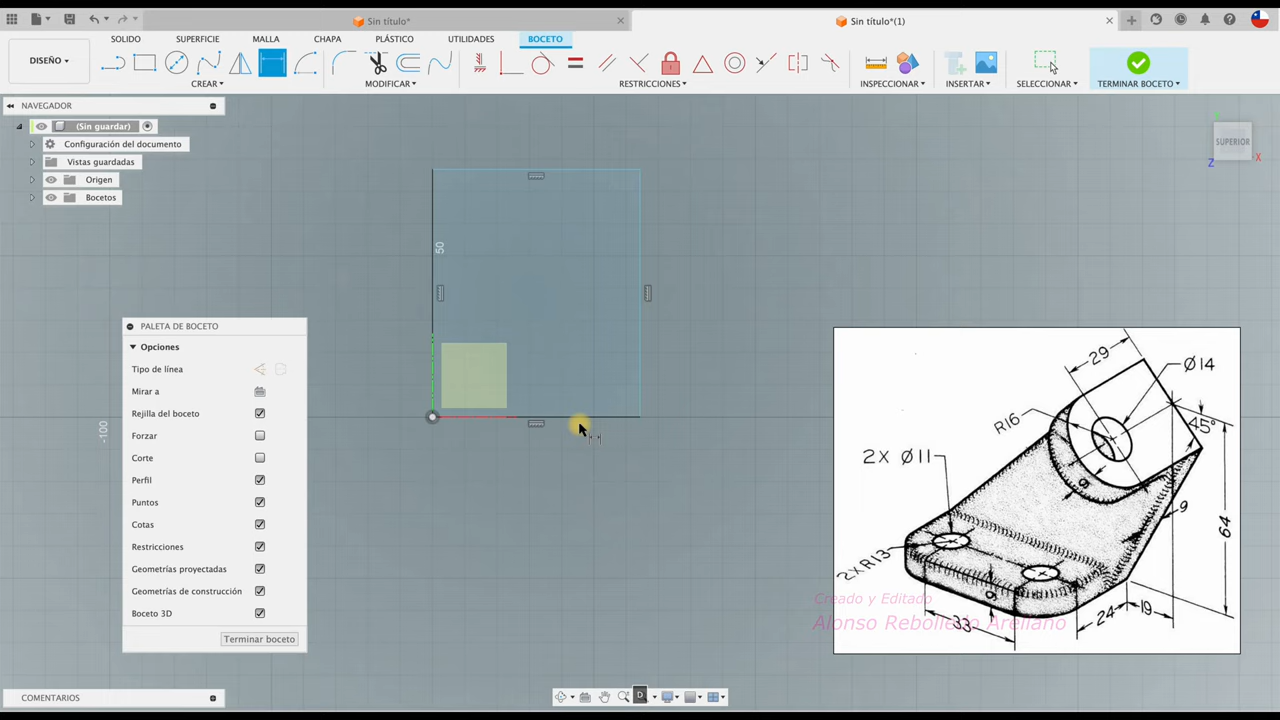 Sin título*
Sin título*(1)
SÓLIDO
SUPERFICIE
MALLA
CHAPA
PLÁSTICO
UTILIDADES
BOCETO
DISEÑO
CREAR
MODIFICAR
RESTRICCIONES
INSPECCIONAR
INSERTAR
SELECCIONAR
TERMINAR BOCETO
NAVEGADOR
(Sin guardar)
Configuración del documento
Vistas guardadas
Origen
Bocetos
SUPERIOR
X
Z
50
-100
PALETA DE BOCETO
Opciones
Tipo de línea
Mirar a
Rejilla del boceto
Forzar
Corte
Perfil
Puntos
Cotas
Restricciones
Geometrías proyectadas
Geometrías de construcción
Boceto 3D
Terminar boceto
29
Ø14
R16
45°
2X Ø11
9
9
64
2XR13
9
33
24
19
Creado y Editado
Alonso Rebolledo Arellano
COMENTARIOS
D